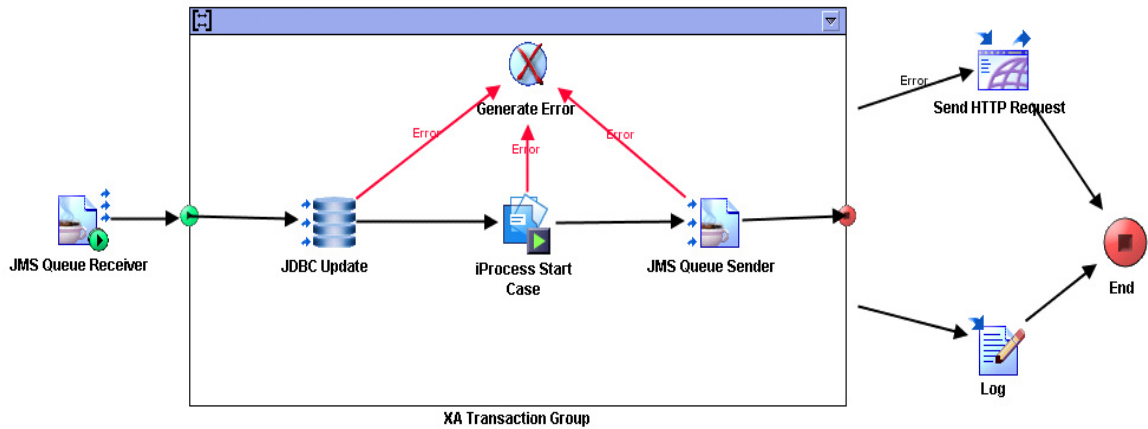 Generate Error
Error
Error
Error
Error
Send HTTP Request
JMS Queue Receiver
JDBC Update
iProcess Start
Case
JMS Queue Sender
End
Log
XA Transaction Group